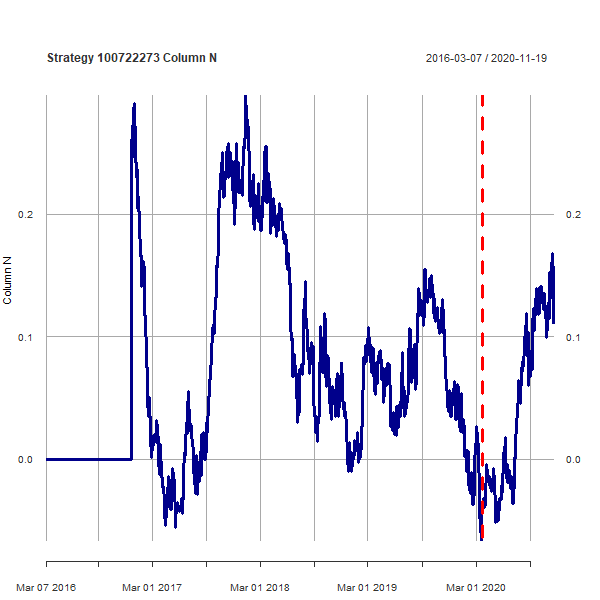 Strategy 100722273 Column N 2016-03-07 / 2020-11-19
Column N
0.2 0.2
0.1 0.1
0.0 0.0
Mar 07 2016 Mar 01 2017 Mar 01 2018 Mar 01 2019 Mar 01 2020